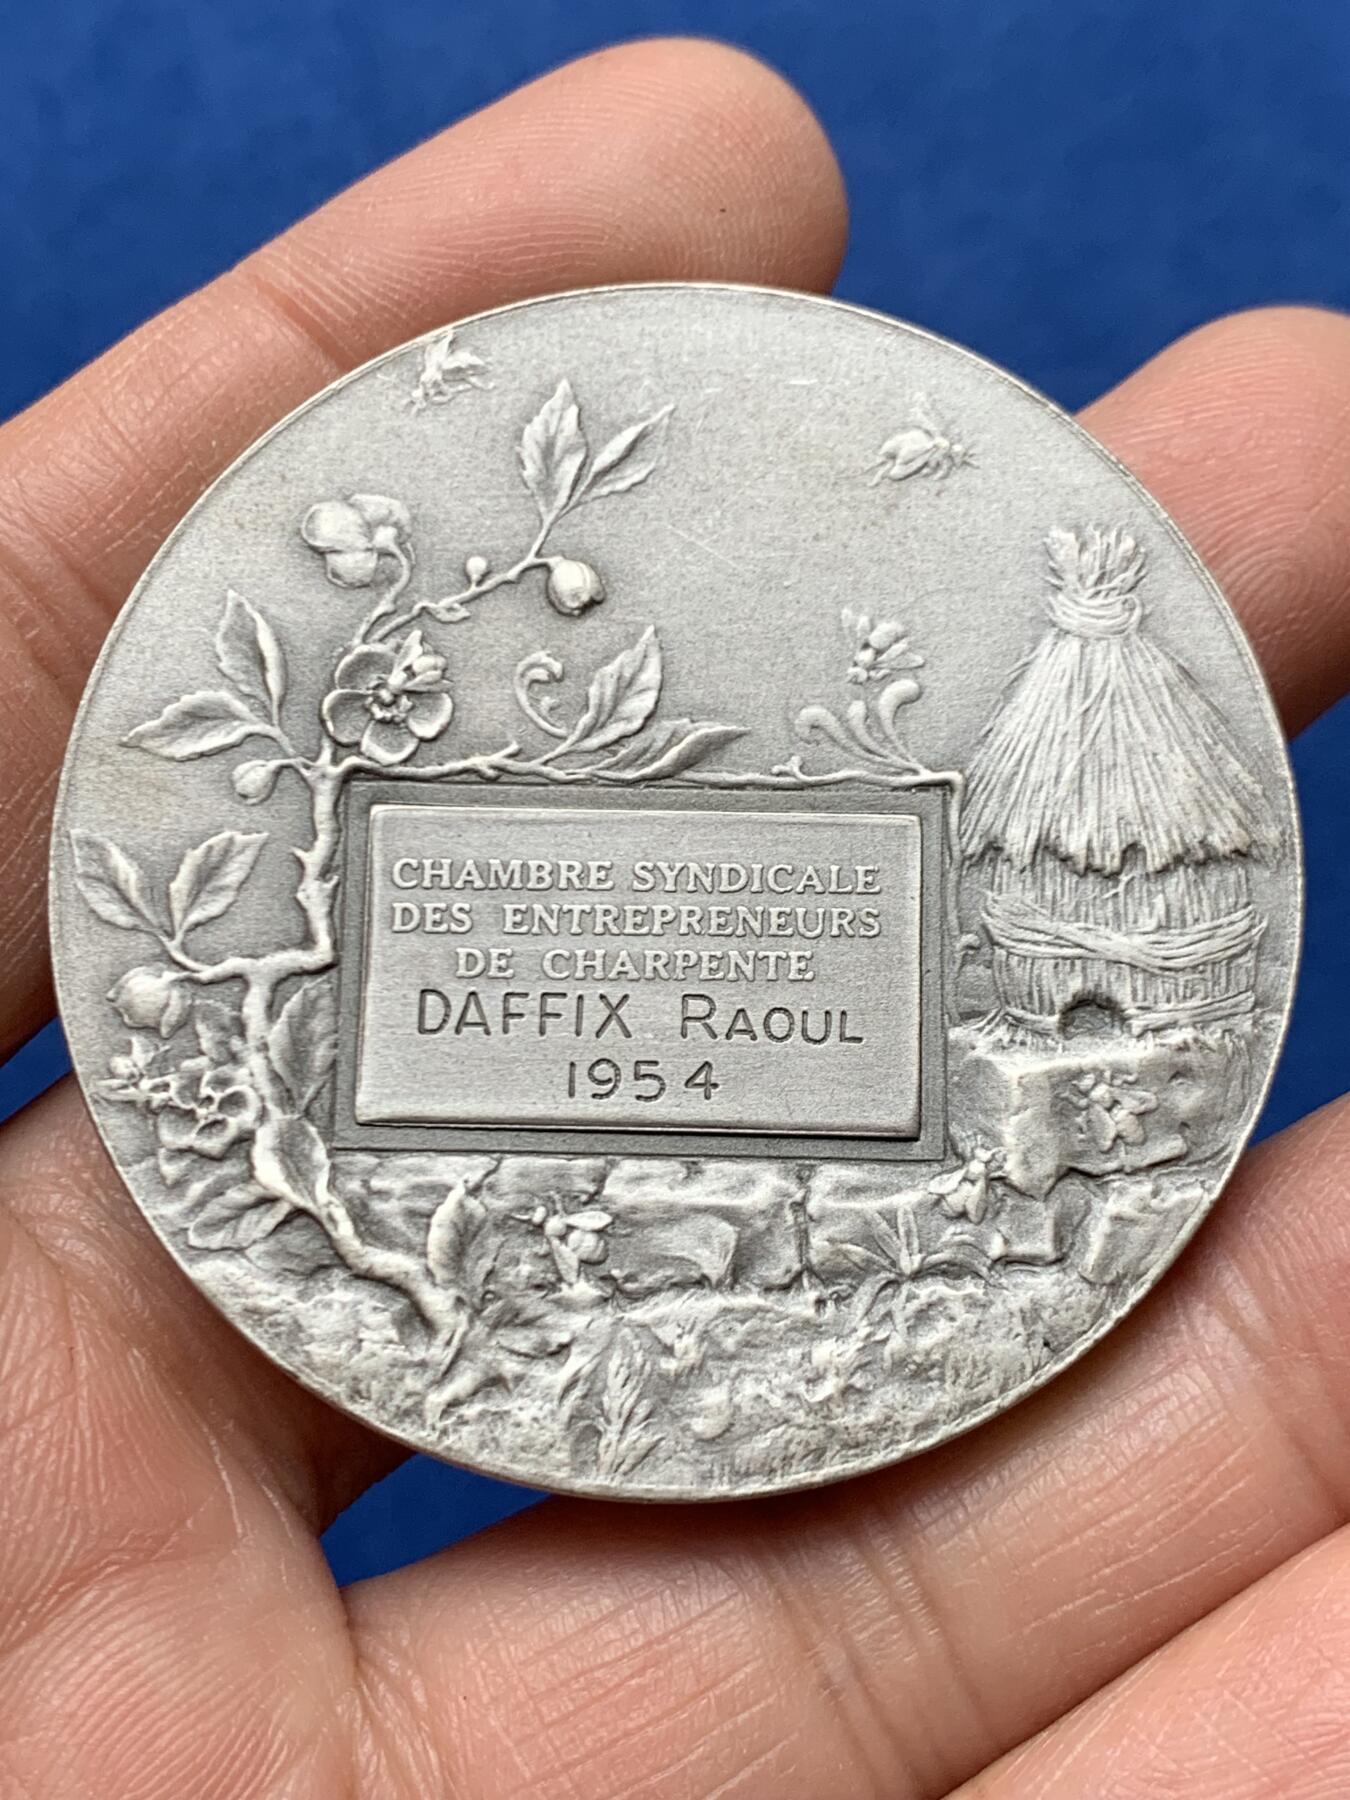 CHAMBRE SYNDICALE
DES ENTREPRENEURS
DE CHARPENTE
DAFFIX RAOUL
1954